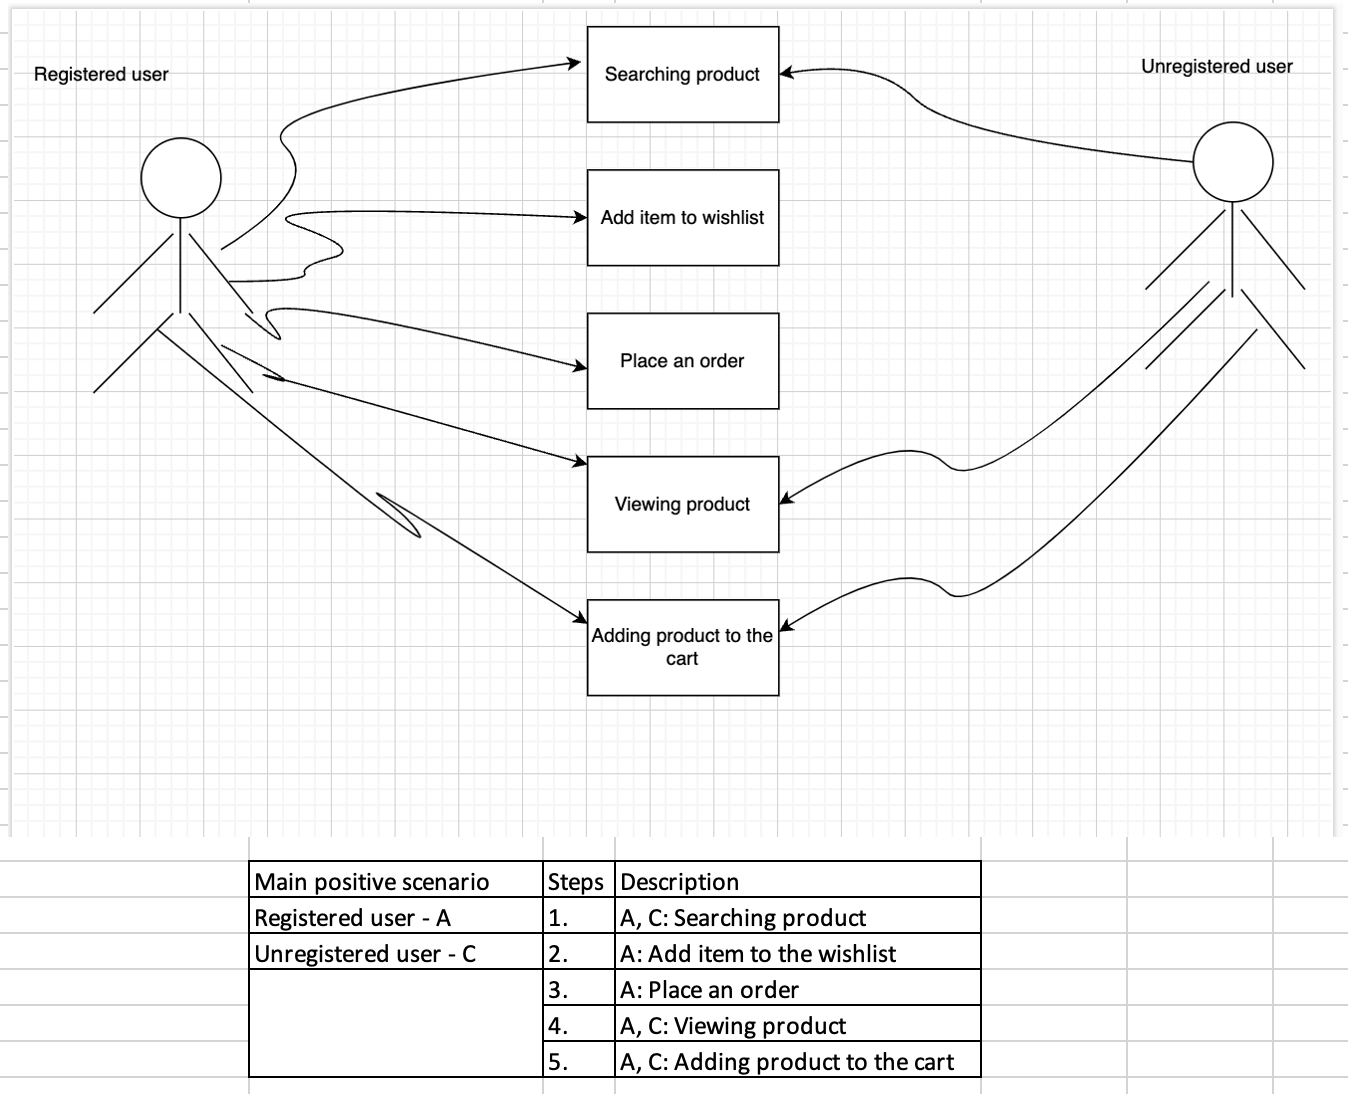 Registered user
Unregistered user
Searching product
Add item to wishlist
Place an order
Viewing product
Adding product to the
cart
Main positive scenario Steps Description
Registered user - A 1. A, C: Searching product
Unregistered user - C 2. A: Add item to the wishlist
3. A: Place an order
4. A, C: Viewing product
5. A, C: Adding product to the cart